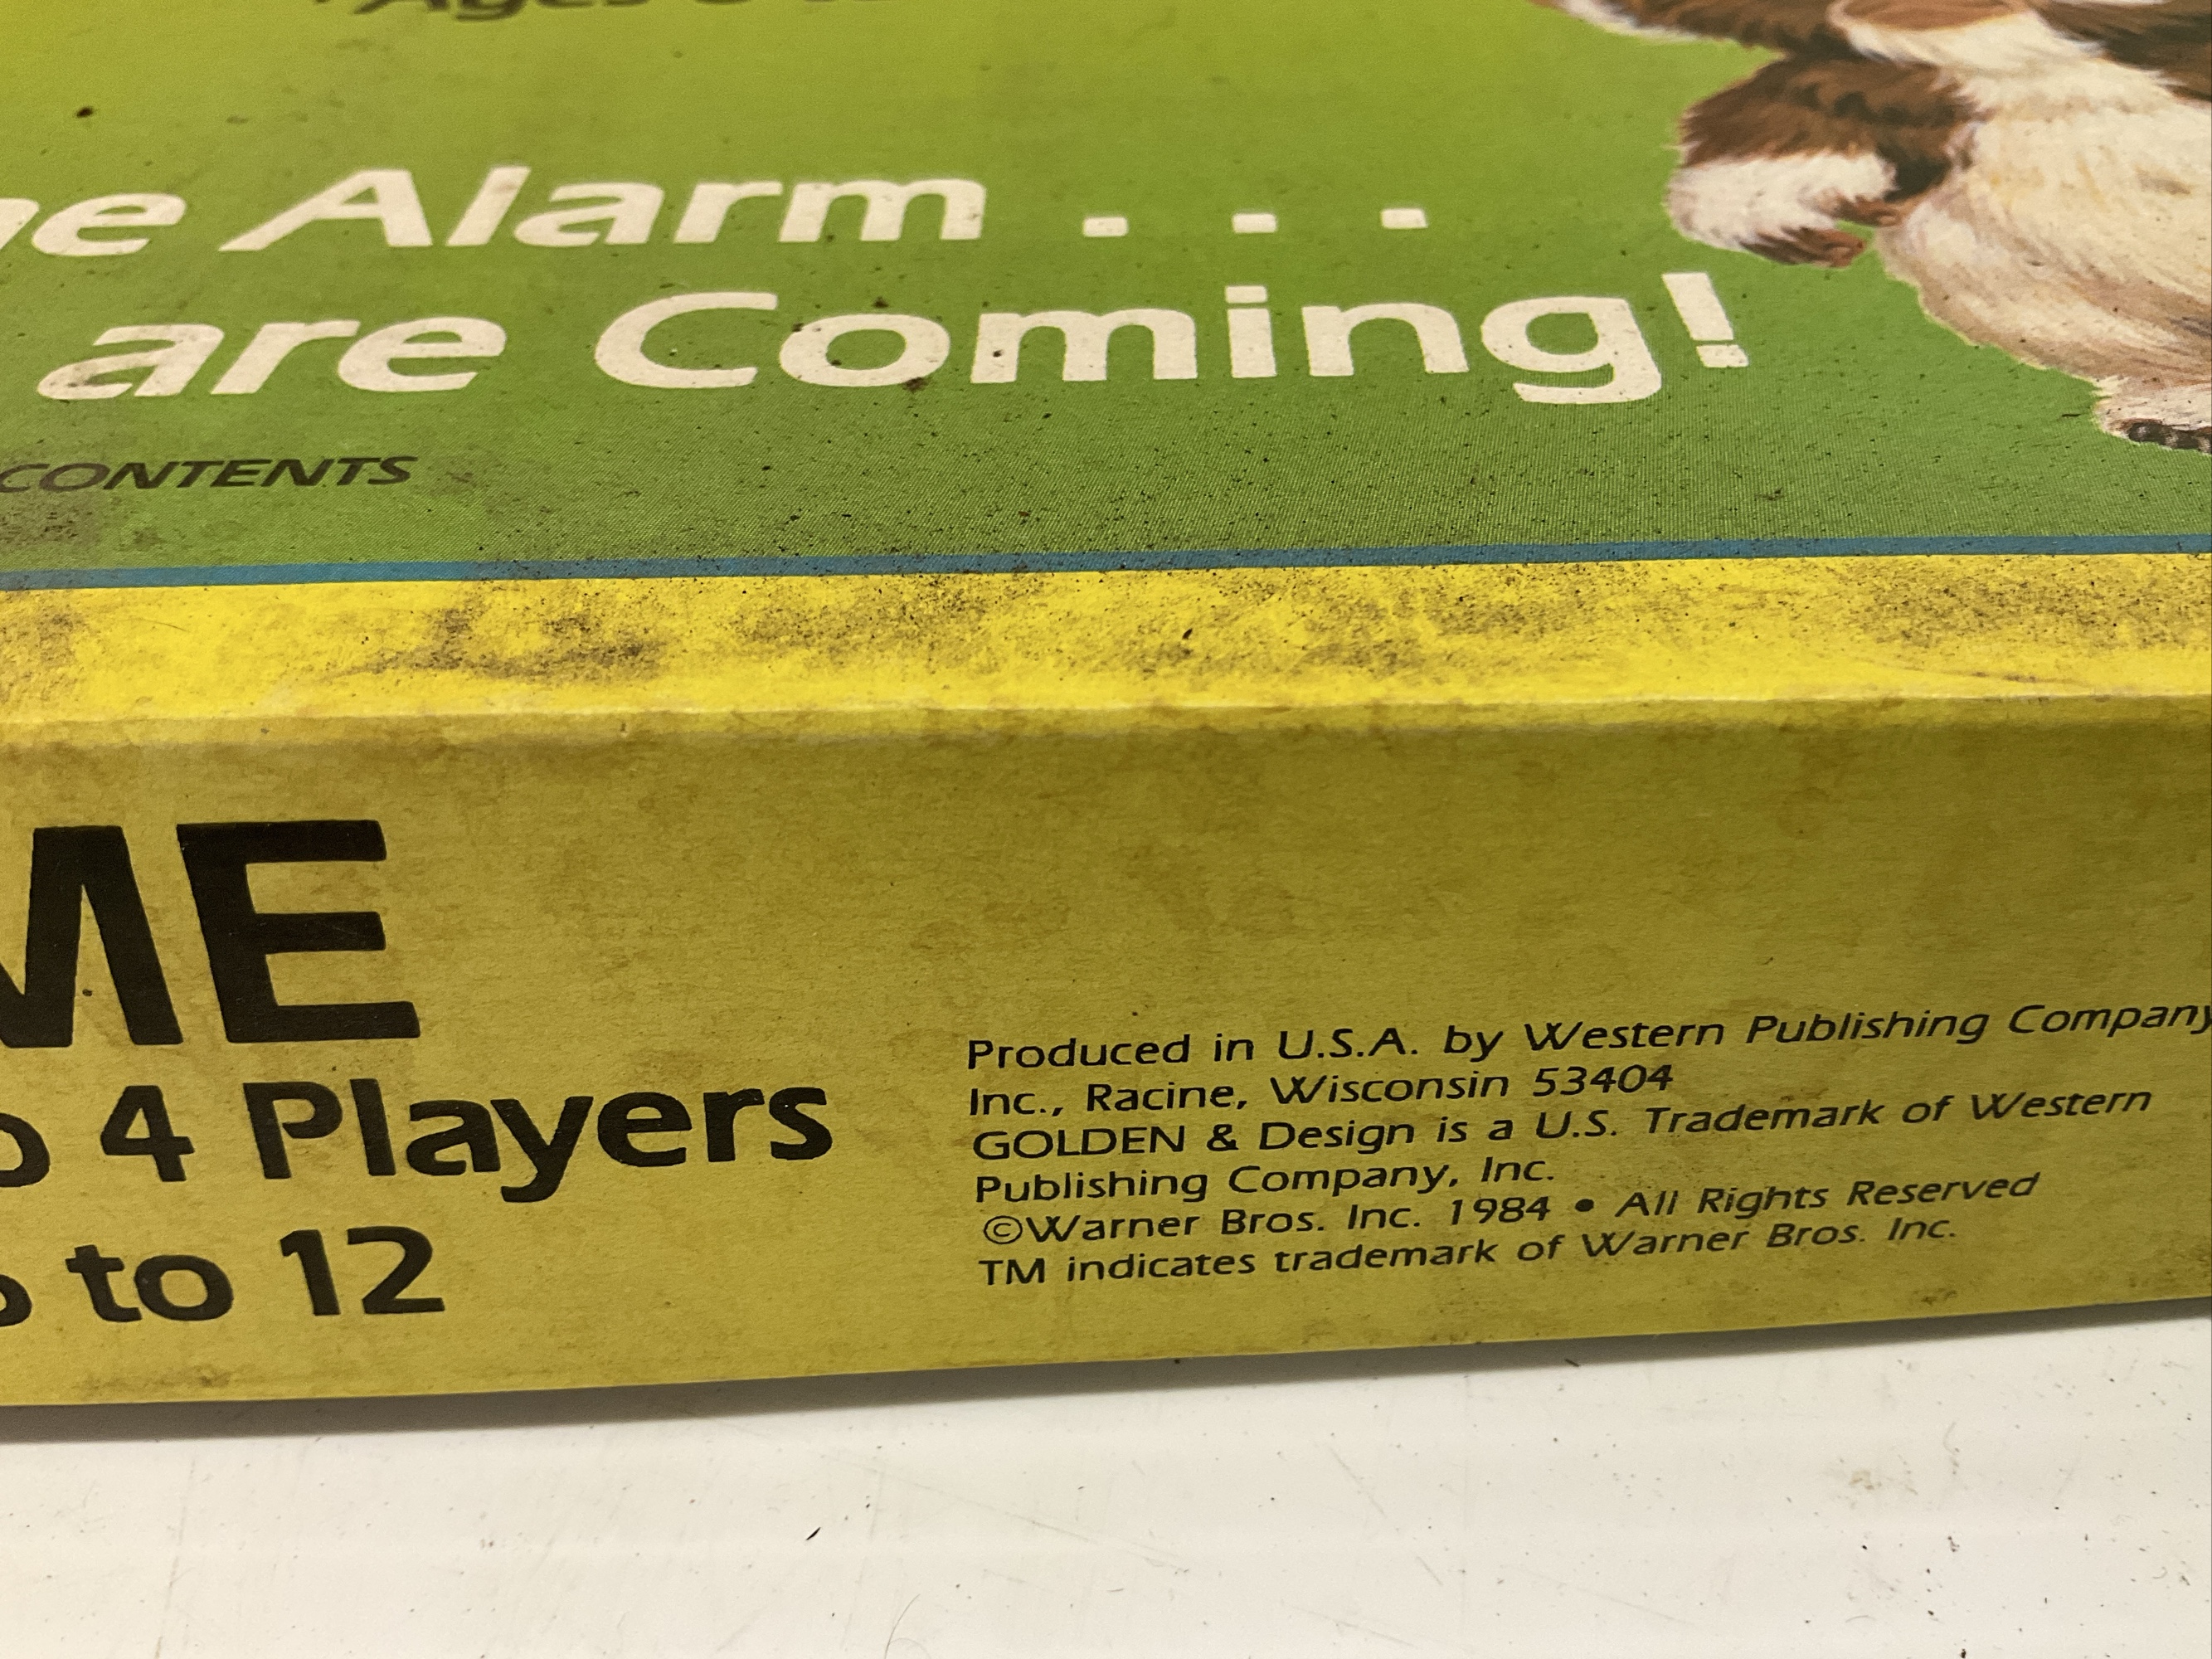 Ages
Alarm . . .
are Coming!
CONTENTS
ME
4 Players
to 12
Produced in U.S.A. by Western Publishing Company
Inc., Racine, Wisconsin 53404
GOLDEN & Design is a U.S. Trademark of Western
Publishing Company, Inc.
©Warner Bros. Inc. 1984 • All Rights Reserved
TM indicates trademark of Warner Bros. Inc.